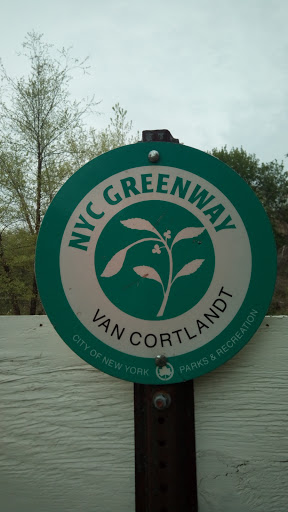 NYC GREENWAY
VAN CORTLANDT
CITY OF NEW YORK PARKS & RECREATION